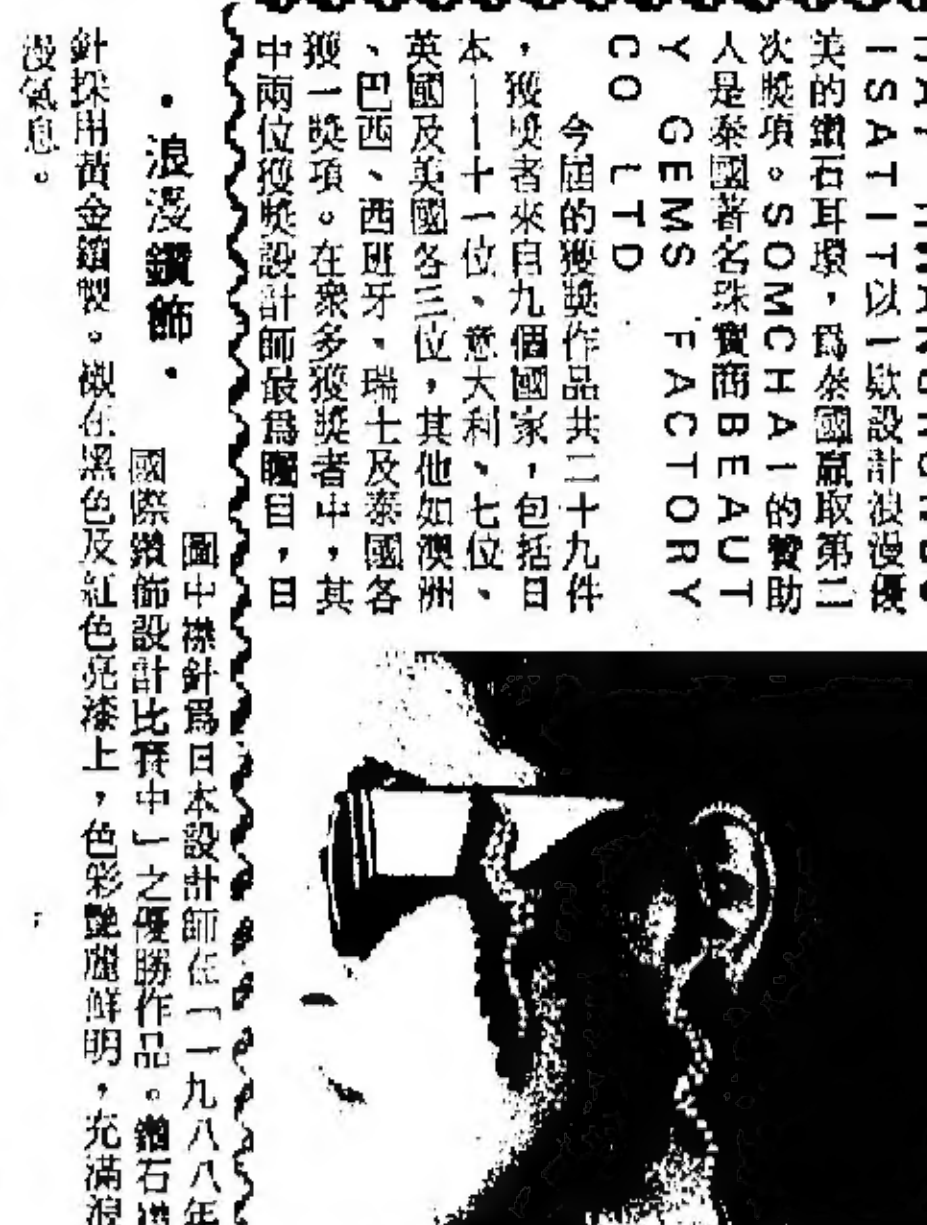 ISATIT以一款設計浪漫優
美的鑽石耳環,爲泰國贏取第二
次獎項。SOMCHAI的贊助
人是泰國著名珠寶商BEAUT
Y GEMS FACTORY
CO LTD
今屆的獲獎作品共二十九件
,獲獎者來自九個國家,包括日
本——十一位、意大利、七位、
英國及美國各三位,其他如澳洲
、巴西、西班牙、瑞士及泰國各
獲一獎項。在衆多獲獎者中,其
中兩位獲獎設計師最爲矚目,日
•浪漫鑽飾•
圖中襟針爲日本設計師在「一九八八年
國際鑽飾設計比賽中」之優勝作品。鑽石襟
針採用黃金鑲製。襯在黑色及紅色亮漆上,色彩艷麗鮮明,充滿浪
漫氣息。